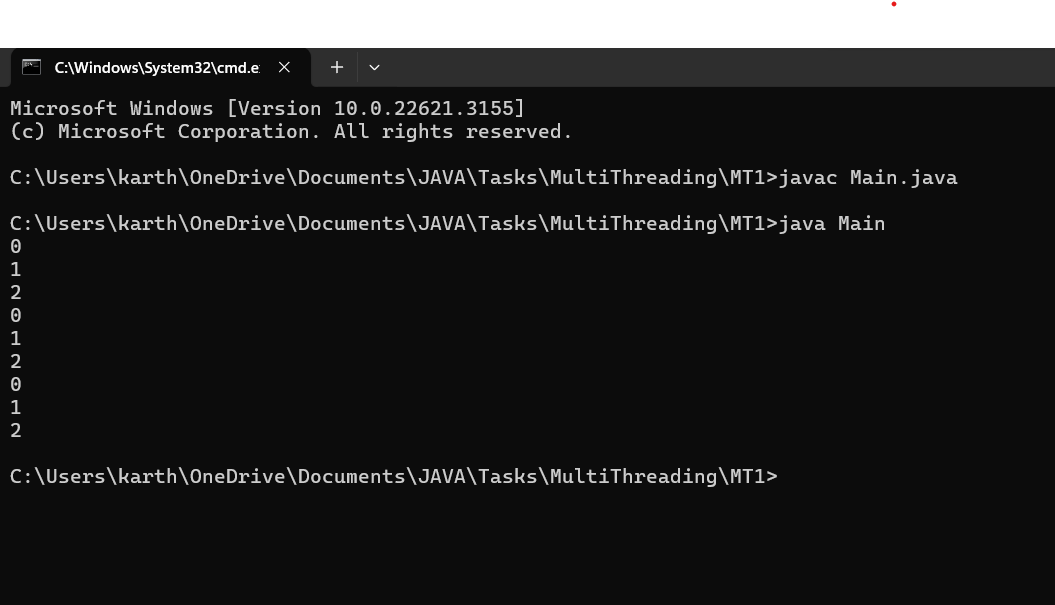 C:\Windows\System32\cmd.e
Microsoft Windows [Version 10.0.22621.3155]
(c) Microsoft Corporation. All rights reserved.
C:\Users\karth\OneDrive\Documents\JAVA\Tasks\MultiThreading\MT1>javac Main.java
C:\Users\karth\OneDrive\Documents\JAVA\Tasks\MultiThreading\MT1>java Main
0
1
2
0
1
2
0
1
2
C:\Users\karth\OneDrive\Documents\JAVA\Tasks\MultiThreading\MT1>